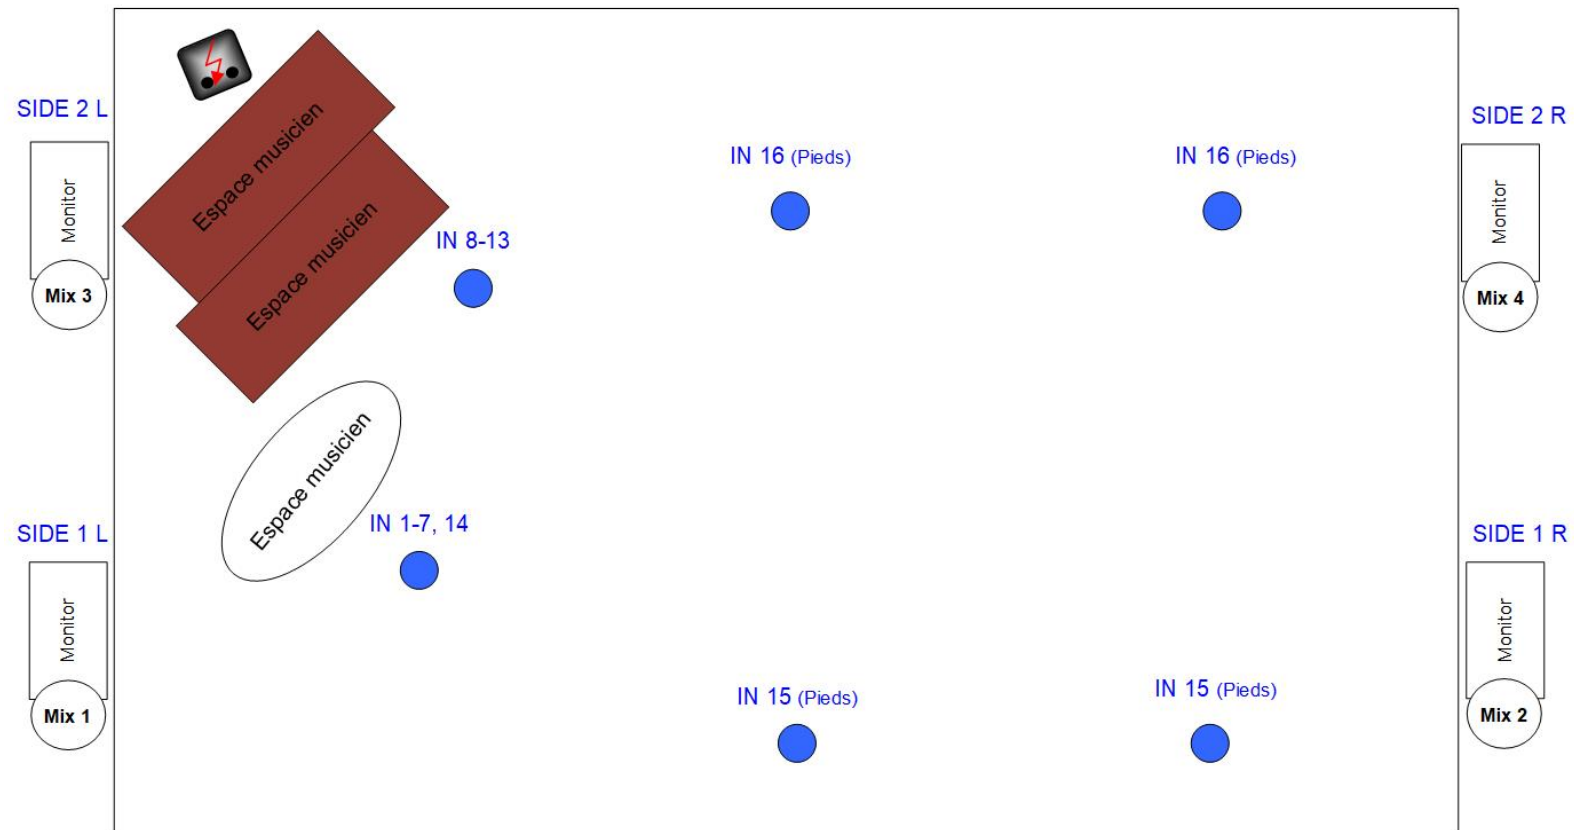 SIDE 2 L
SIDE 2 R
Espace musicien
IN 16 (Pieds)
IN 16 (Pieds)
Monitor
Monitor
Espace musicien
IN 8-13
Mix 3
Mix 4
Espace musicien
IN 1-7, 14
SIDE 1 L
SIDE 1 R
Monitor
Monitor
IN 15 (Pieds)
IN 15 (Pieds)
Mix 1
Mix 2